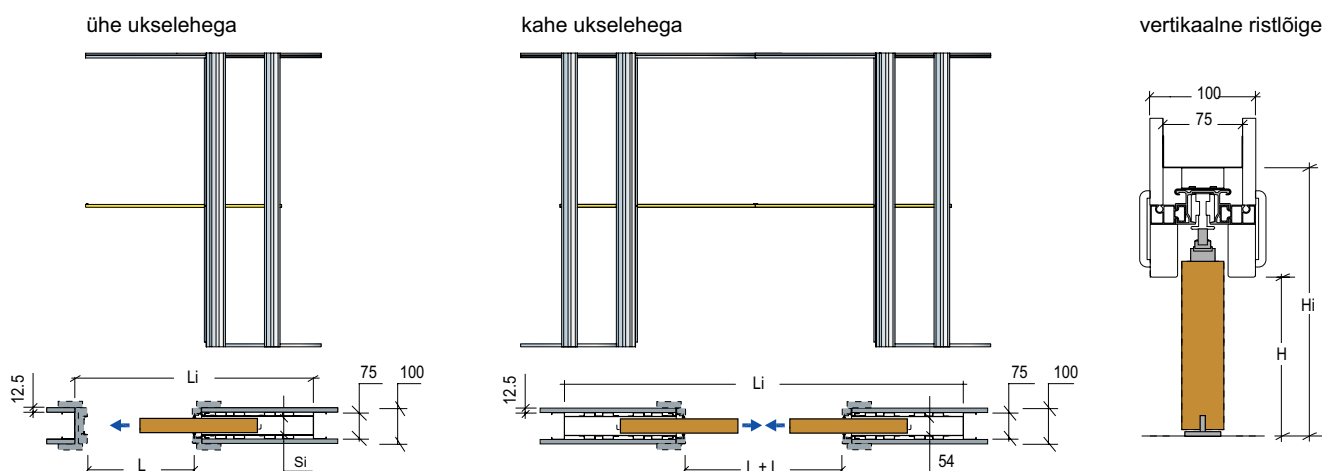 ühe ukselehega
kahe ukselehega
vertikaalne ristlõige
100
75
Hi
H
12.5
Li
75
100
L
Si
12.5
Li
75
100
L + L
54